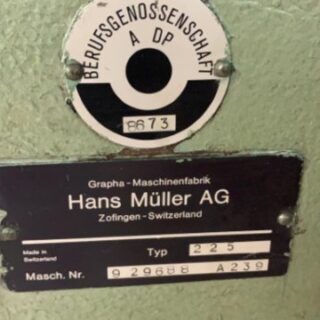 BERUFSGENOSSENSCHAFT
A DP
8673
Grapha - Maschinenfabrik
Hans Müller AG
Zofingen - Switzerland
Made in
Switzerland
Typ 225
Masch. Nr. 929688 A239